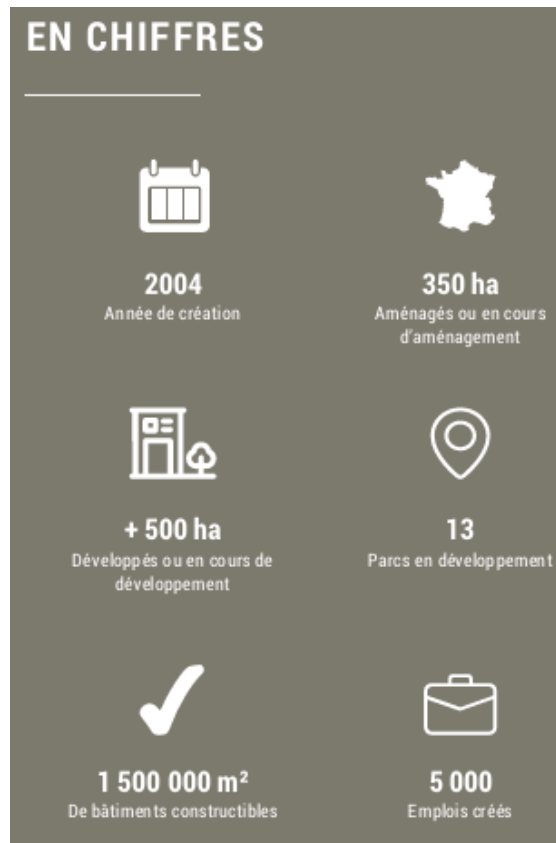 EN CHIFFRES
2004
Année de création
350 ha
Aménagés ou en cours
d'aménagement
+ 500 ha
Développés ou en cours de
développement
13
Parcs en développement
1 500 000 m²
De bâtiments constructibles
5 000
Emplois créés